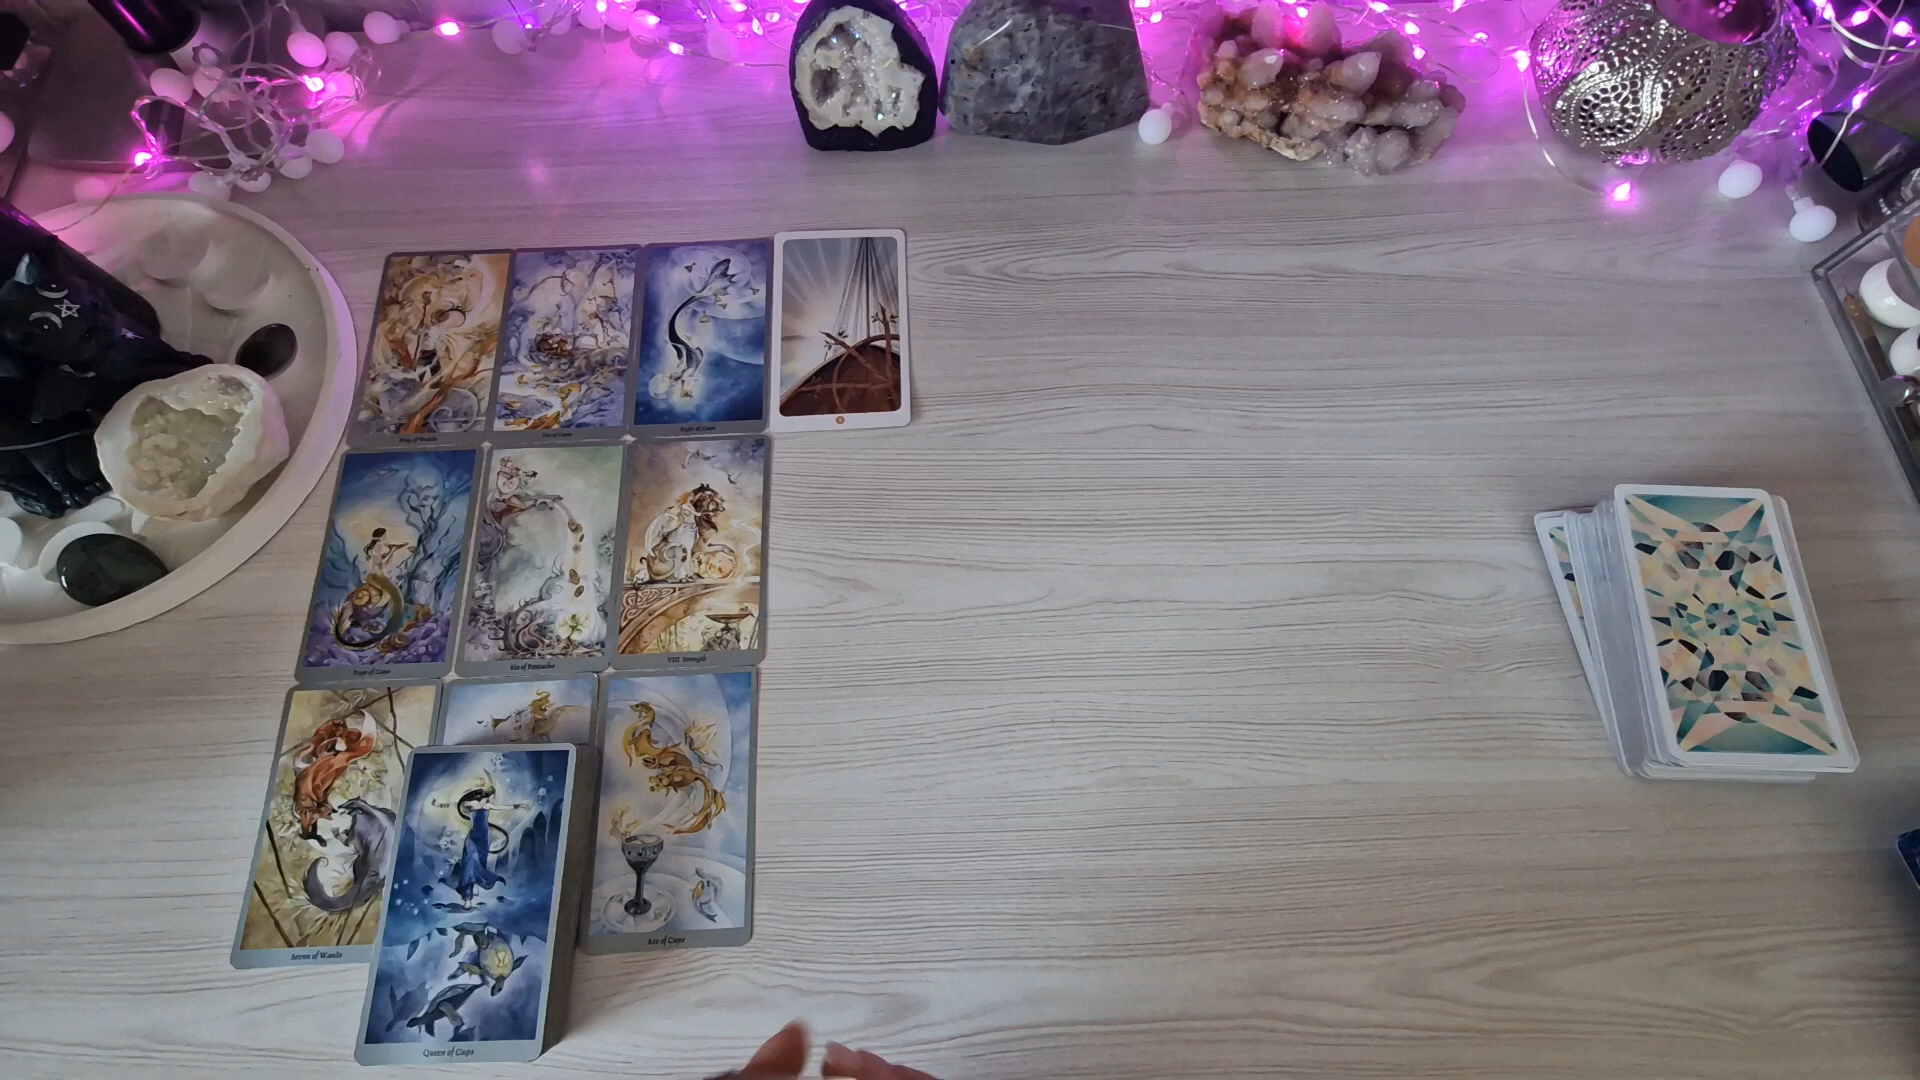 King of Wands
Six of Cups
Eight of Cups
Page of Cups
Six of Pentacles
VIII Strength
Seven of Wands
Ace of Cups
Queen of Cups